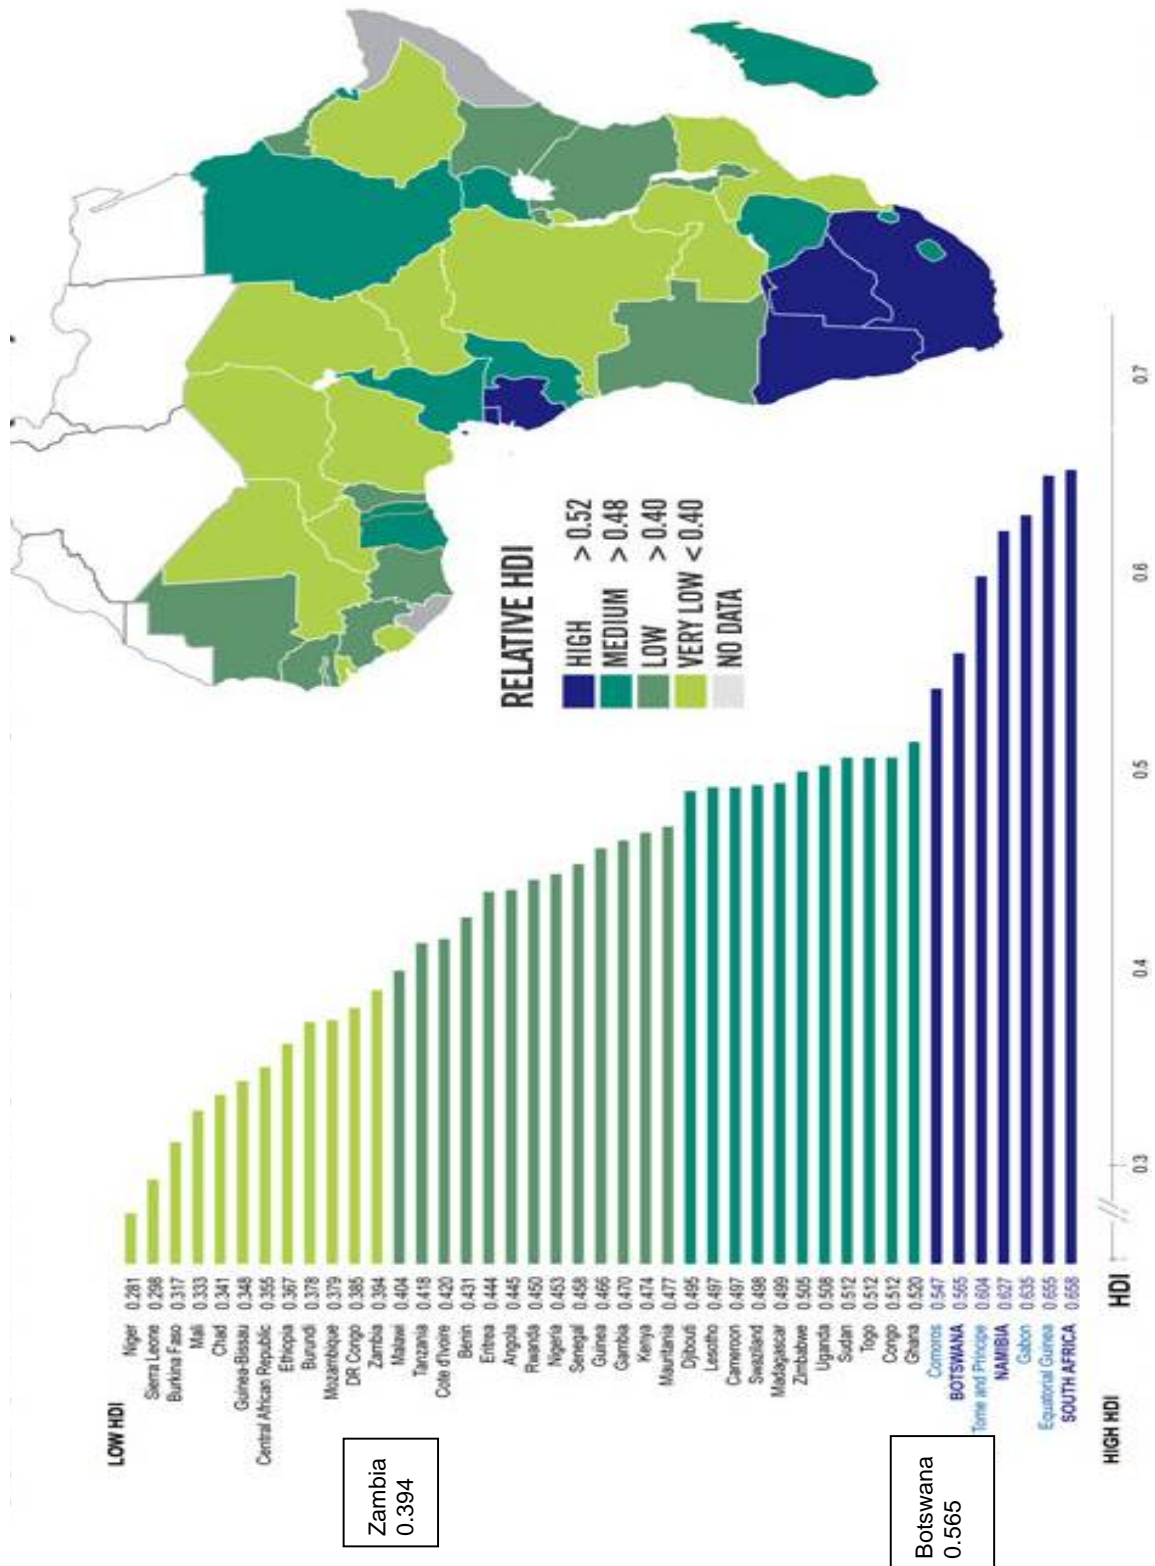 LOW HDI
Niger 0.281
Sierra Leone 0.298
Burkina Faso 0.317
Mali 0.333
Chad 0.341
Guinea-Bissau 0.348
Central African Republic 0.355
Ethiopia 0.367
Burundi 0.378
Mozambique 0.379
DR Congo 0.385
Zambia 0.394
Malawi 0.404
Tanzania 0.418
Cote d'Ivoire 0.420
Benin 0.431
Eritrea 0.444
Angola 0.445
Rwanda 0.450
Nigeria 0.453
Senegal 0.458
Guinea 0.466
Gambia 0.470
Kenya 0.474
Mauritania 0.477
Djibouti 0.495
Lesotho 0.497
Cameroon 0.497
Swaziland 0.498
Madagascar 0.499
Zimbabwe 0.505
Uganda 0.508
Sudan 0.512
Togo 0.512
Congo 0.512
Ghana 0.520
Comoros 0.547
BOTSWANA 0.565
Tome and Principe 0.604
NAMIBIA 0.627
Gabon 0.635
Equatorial Guinea 0.655
SOUTH AFRICA 0.658
HIGH HDI
HDI
0.3 0.4 0.5 0.6 0.7
RELATIVE HDI
HIGH > 0.52
MEDIUM > 0.48
LOW > 0.40
VERY LOW < 0.40
NO DATA
Zambia
0.394
Botswana
0.565